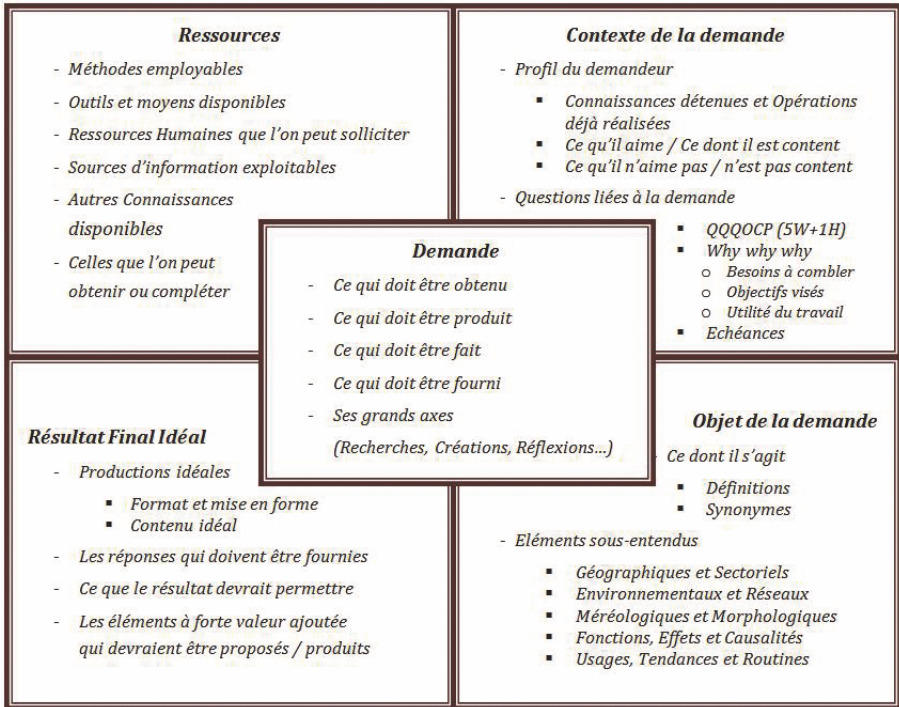 Ressources
- Méthodes employables
- Outils et moyens disponibles
- Ressources Humaines que l'on peut solliciter
- Sources d'information exploitables
- Autres Connaissances
disponibles
- Celles que l'on peut
obtenir ou compléter
Contexte de la demande
- Profil du demandeur
▪ Connaissances détenues et Opérations
déjà réalisées
▪ Ce qu'il aime / Ce dont il est content
▪ Ce qu'il n'aime pas / n'est pas content
- Questions liées à la demande
▪ QQQOCP (5W+1H)
▪ Why why why
o Besoins à combler
o Objectifs visés
o Utilité du travail
▪ Echéances
Demande
- Ce qui doit être obtenu
- Ce qui doit être produit
- Ce qui doit être fait
- Ce qui doit être fourni
- Ses grands axes
(Recherches, Créations, Réflexions...)
Résultat Final Idéal
- Productions idéales
▪ Format et mise en forme
▪ Contenu idéal
- Les réponses qui doivent être fournies
- Ce que le résultat devrait permettre
- Les éléments à forte valeur ajoutée
qui devraient être proposés / produits
Objet de la demande
- Ce dont il s'agit
▪ Définitions
▪ Synonymes
- Eléments sous-entendus
▪ Géographiques et Sectoriels
▪ Environnementaux et Réseaux
▪ Méréologiques et Morphologiques
▪ Fonctions, Effets et Causalités
▪ Usages, Tendances et Routines